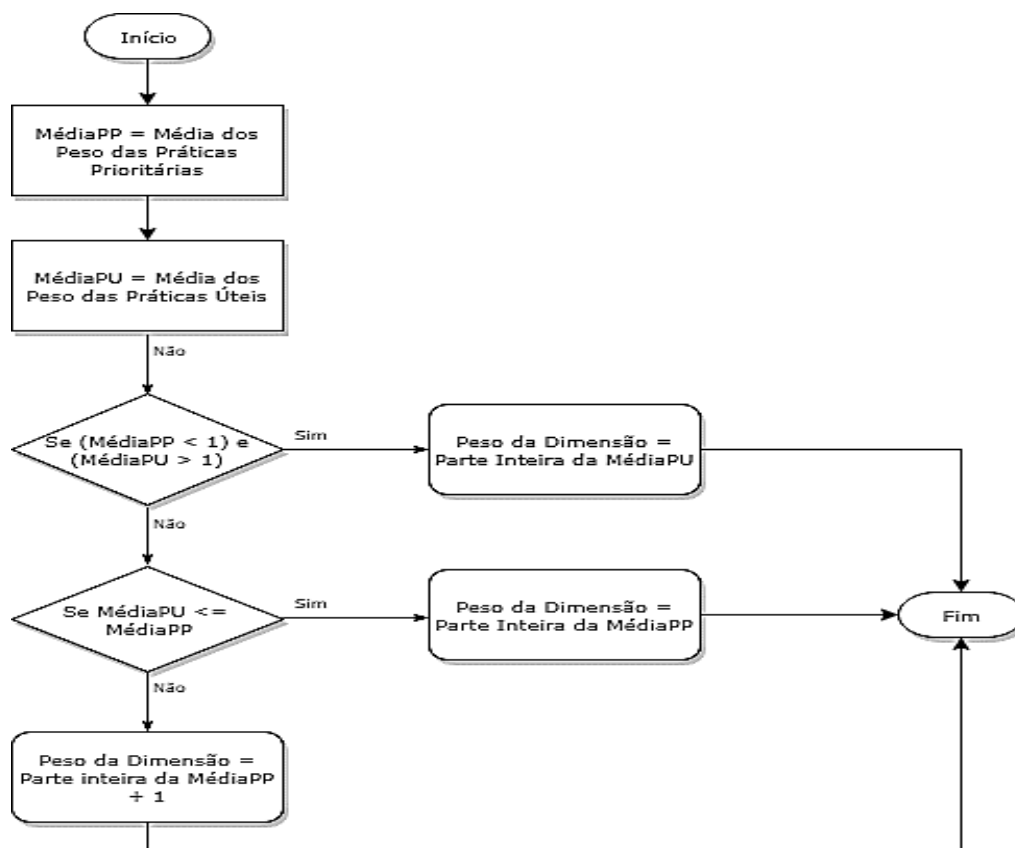 Início
MédiaPP = Média dos
Peso das Práticas
Prioritárias
MédiaPU = Média dos
Peso das Práticas Úteis
Não
Se (MédiaPP < 1) e
(MédiaPU > 1)
Sim
Peso da Dimensão =
Parte Inteira da MédiaPU
Não
Se MédiaPU <=
MédiaPP
Sim
Peso da Dimensão =
Parte Inteira da MédiaPP
Fim
Não
Peso da Dimensão =
Parte inteira da MédiaPP
+ 1